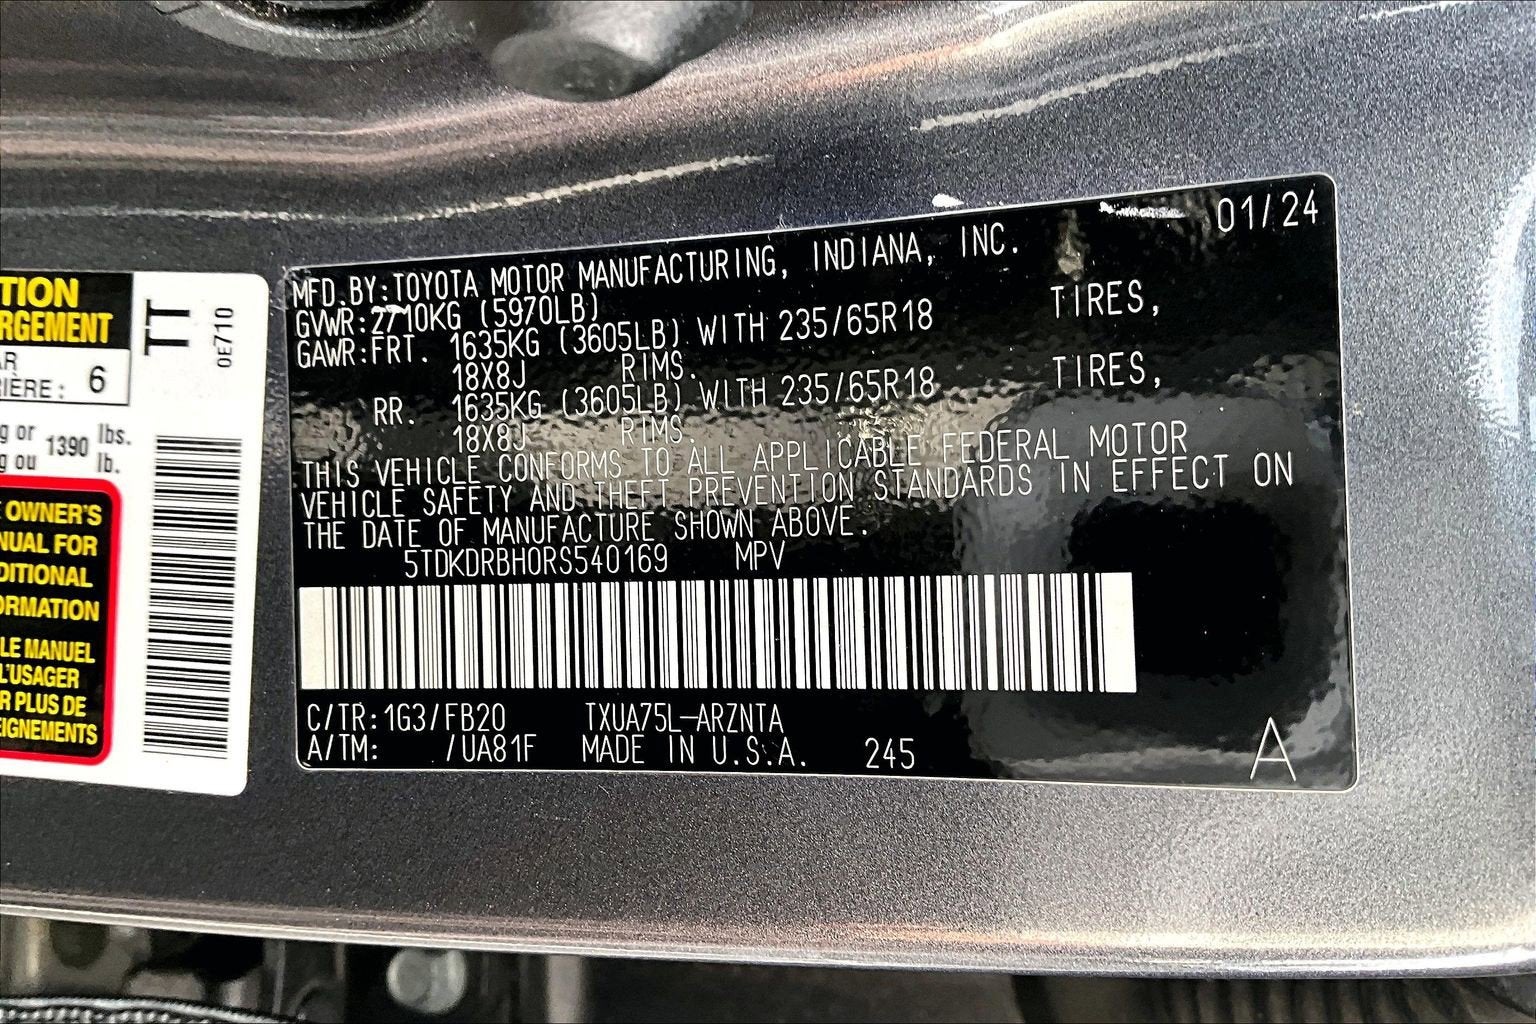 TION
RGEMENT
AR
RIÈRE: 6
g or 1390 lbs.
g ou lb.
OWNER'S
NUAL FOR
DITIONAL
ORMATION
LE MANUEL
L'USAGER
R PLUS DE
EIGNEMENTS
TT
0E710
01/24
MFD.BY:TOYOTA MOTOR MANUFACTURING, INDIANA, INC.
GVWR:2710KG (5970LB)
GAWR:FRT. 1635KG (3605LB) WITH 235/65R18 TIRES,
18X8J RIMS.
RR. 1635KG (3605LB) WITH 235/65R18 TIRES,
18X8J RIMS.
THIS VEHICLE CONFORMS TO ALL APPLICABLE FEDERAL MOTOR
VEHICLE SAFETY AND THEFT PREVENTION STANDARDS IN EFFECT ON
THE DATE OF MANUFACTURE SHOWN ABOVE.
5TDKDRBH0RS540169 MPV
C/TR:1G3/FB20 TXUA75L-ARZNTA
A/TM: /UA81F MADE IN U.S.A. 245
A